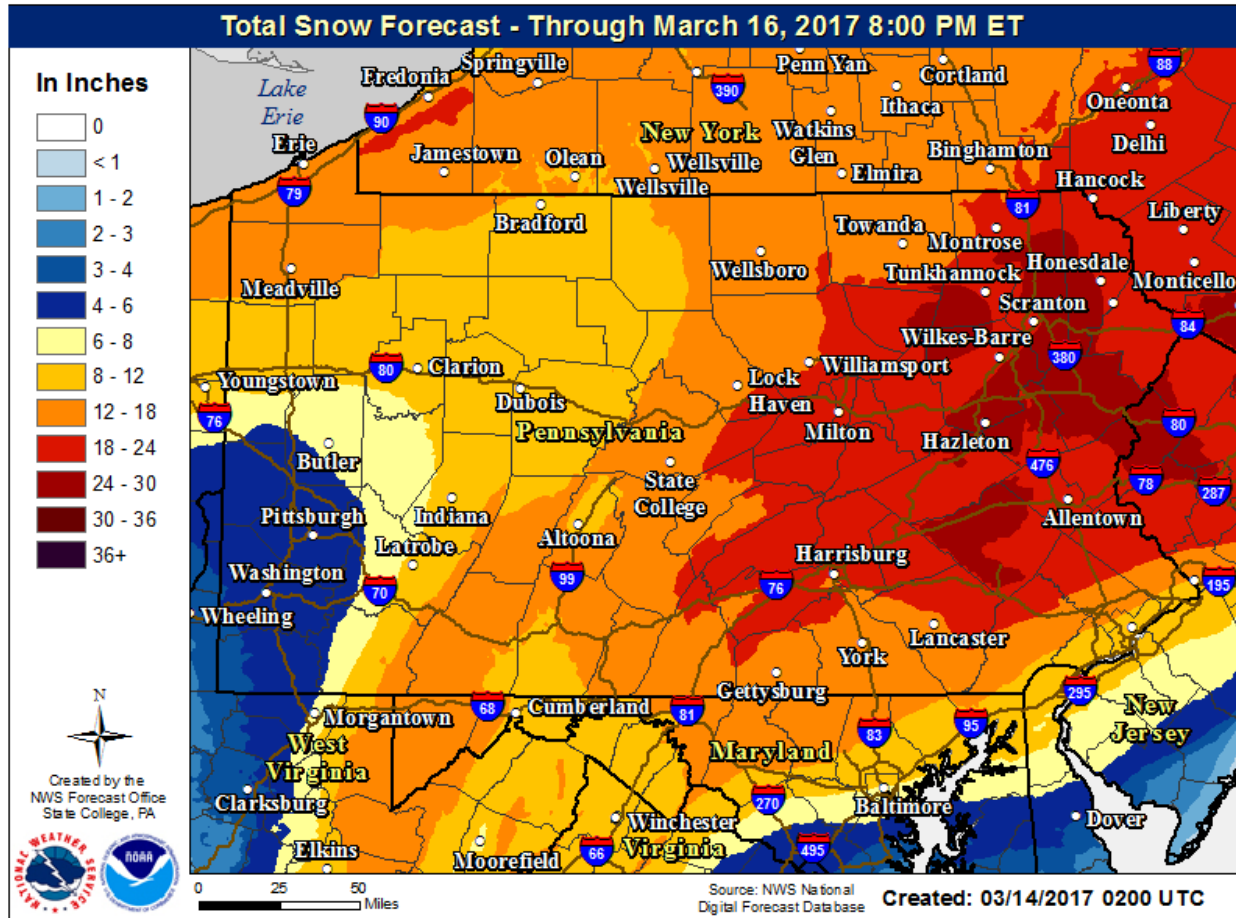 Total Snow Forecast - Through March 16, 2017 8:00 PM ET
In Inches
0
< 1
1 - 2
2 - 3
3 - 4
4 - 6
6 - 8
8 - 12
12 - 18
18 - 24
24 - 30
30 - 36
36+
N
Created by the
NWS Forecast Office
State College, PA
NATIONAL WEATHER SERVICE
NOAA
Lake
Erie
Fredonia
Springville
Penn Yan
Cortland
88
390
Ithaca
Oneonta
90
New York
Watkins
Glen
Delhi
Erie
Jamestown
Olean
Wellsville
Binghamton
79
Wellsville
Elmira
Hancock
81
Bradford
Towanda
Liberty
Montrose
Wellsboro
Tunkhannock
Honesdale
Meadville
Monticello
Scranton
84
Wilkes-Barre
380
80
Clarion
Williamsport
Youngstown
Lock
Haven
Dubois
76
Pennsylvania
Milton
Hazleton
80
Butler
State
College
476
78
287
Pittsburgh
Indiana
Allentown
Altoona
Latrobe
Harrisburg
Washington
99
76
195
70
Wheeling
Lancaster
York
Gettysburg
295
68
Cumberland
81
New
Jersey
Morgantown
95
83
West
Virginia
Maryland
Clarksburg
270
Baltimore
Winchester
Dover
Virginia
Elkins
Moorefield
66
495
0
25
50
Miles
Source: NWS National
Digital Forecast Database
Created: 03/14/2017 0200 UTC